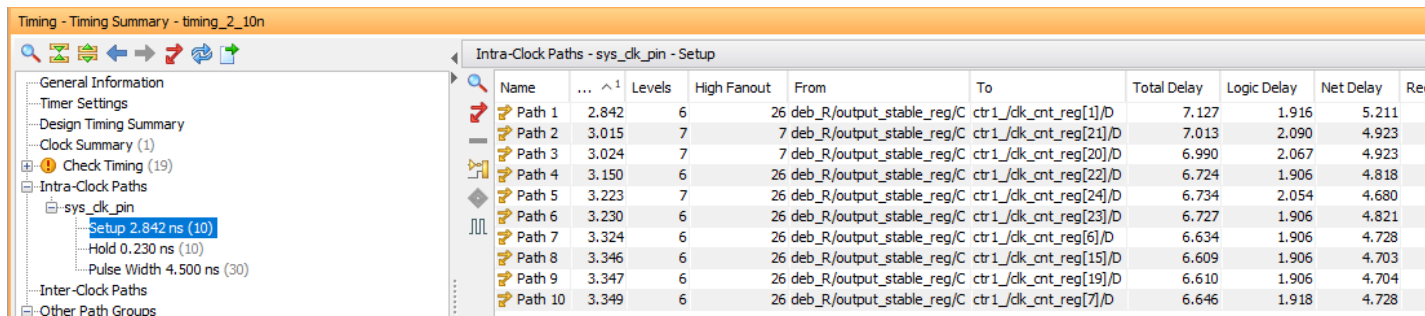 Timing - Timing Summary - timing_2_10n
General Information
Timer Settings
Design Timing Summary
Clock Summary (1)
Check Timing (19)
Intra-Clock Paths
sys_clk_pin
Setup 2.842 ns (10)
Hold 0.230 ns (10)
Pulse Width 4.500 ns (30)
Inter-Clock Paths
Other Path Groups
Intra-Clock Paths - sys_clk_pin - Setup
Name ... ^1 Levels High Fanout From To Total Delay Logic Delay Net Delay Re
Path 1 2.842 6 26 deb_R/output_stable_reg/C ctr1_/clk_cnt_reg[1]/D 7.127 1.916 5.211
Path 2 3.015 7 7 deb_R/output_stable_reg/C ctr1_/clk_cnt_reg[21]/D 7.013 2.090 4.923
Path 3 3.024 7 7 deb_R/output_stable_reg/C ctr1_/clk_cnt_reg[20]/D 6.990 2.067 4.923
Path 4 3.150 6 26 deb_R/output_stable_reg/C ctr1_/clk_cnt_reg[22]/D 6.724 1.906 4.818
Path 5 3.223 7 26 deb_R/output_stable_reg/C ctr1_/clk_cnt_reg[24]/D 6.734 2.054 4.680
Path 6 3.230 6 26 deb_R/output_stable_reg/C ctr1_/clk_cnt_reg[23]/D 6.727 1.906 4.821
Path 7 3.324 6 26 deb_R/output_stable_reg/C ctr1_/clk_cnt_reg[6]/D 6.634 1.906 4.728
Path 8 3.346 6 26 deb_R/output_stable_reg/C ctr1_/clk_cnt_reg[15]/D 6.609 1.906 4.703
Path 9 3.347 6 26 deb_R/output_stable_reg/C ctr1_/clk_cnt_reg[19]/D 6.610 1.906 4.704
Path 10 3.349 6 26 deb_R/output_stable_reg/C ctr1_/clk_cnt_reg[7]/D 6.646 1.918 4.728